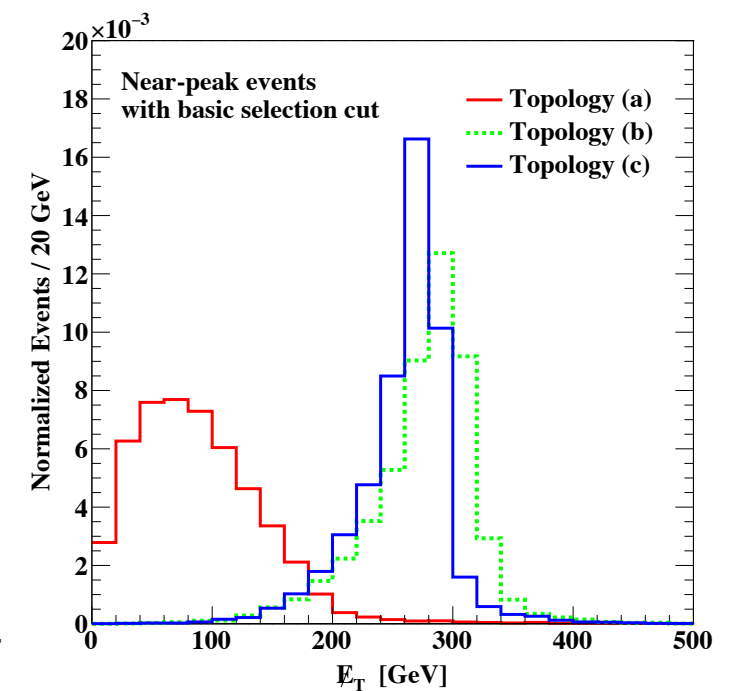 ×10⁻³
Near-peak events
with basic selection cut
Topology (a)
Topology (b)
Topology (c)
Normalized Events / 20 GeV
20
18
16
14
12
10
8
6
4
2
0
0 100 200 300 400 500
E̸_T [GeV]